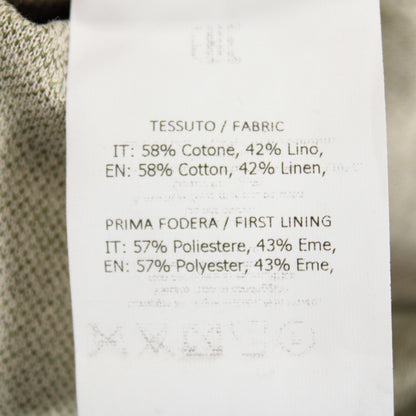 TESSUTO / FABRIC
IT: 58% Cotone, 42% Lino,
EN: 58% Cotton, 42% Linen,
PRIMA FODERA / FIRST LINING
IT: 57% Poliestere, 43% Eme,
EN: 57% Polyester, 43% Eme,